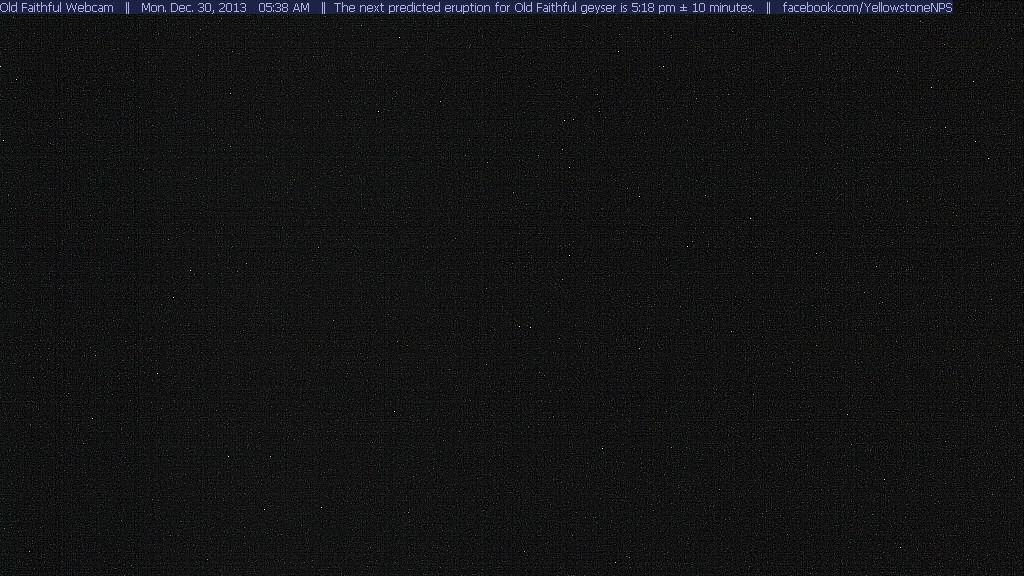 Old Faithful Webcam || Mon. Dec. 30, 2013 05:38 AM || The next predicted eruption for Old Faithful geyser is 5:18 pm ± 10 minutes. || facebook.com/YellowstoneNPS